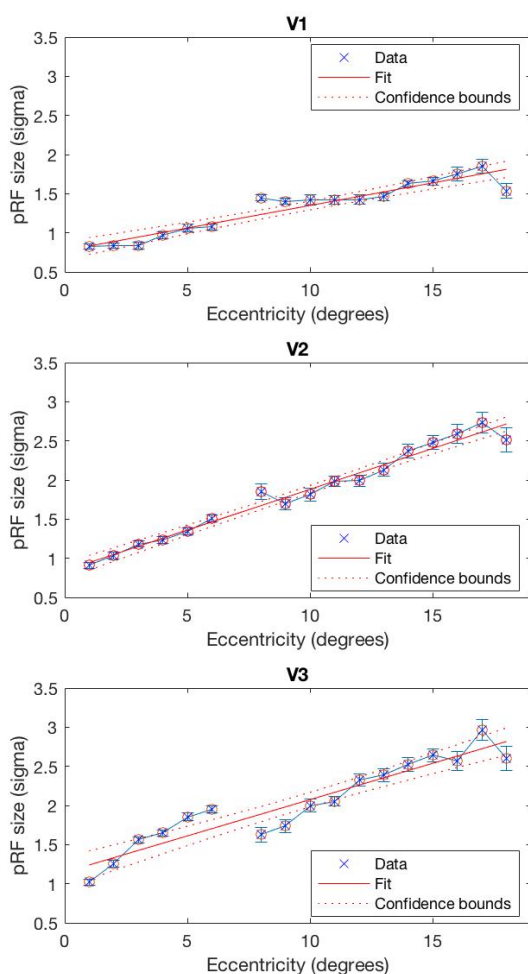 V1
pRF size (sigma)
3.5
3
2.5
2
1.5
1
0.5
Data
Fit
Confidence bounds
0 5 10 15
Eccentricity (degrees)
V2
pRF size (sigma)
3.5
3
2.5
2
1.5
1
0.5
Data
Fit
Confidence bounds
0 5 10 15
Eccentricity (degrees)
V3
pRF size (sigma)
3.5
3
2.5
2
1.5
1
0.5
Data
Fit
Confidence bounds
0 5 10 15
Eccentricity (degrees)